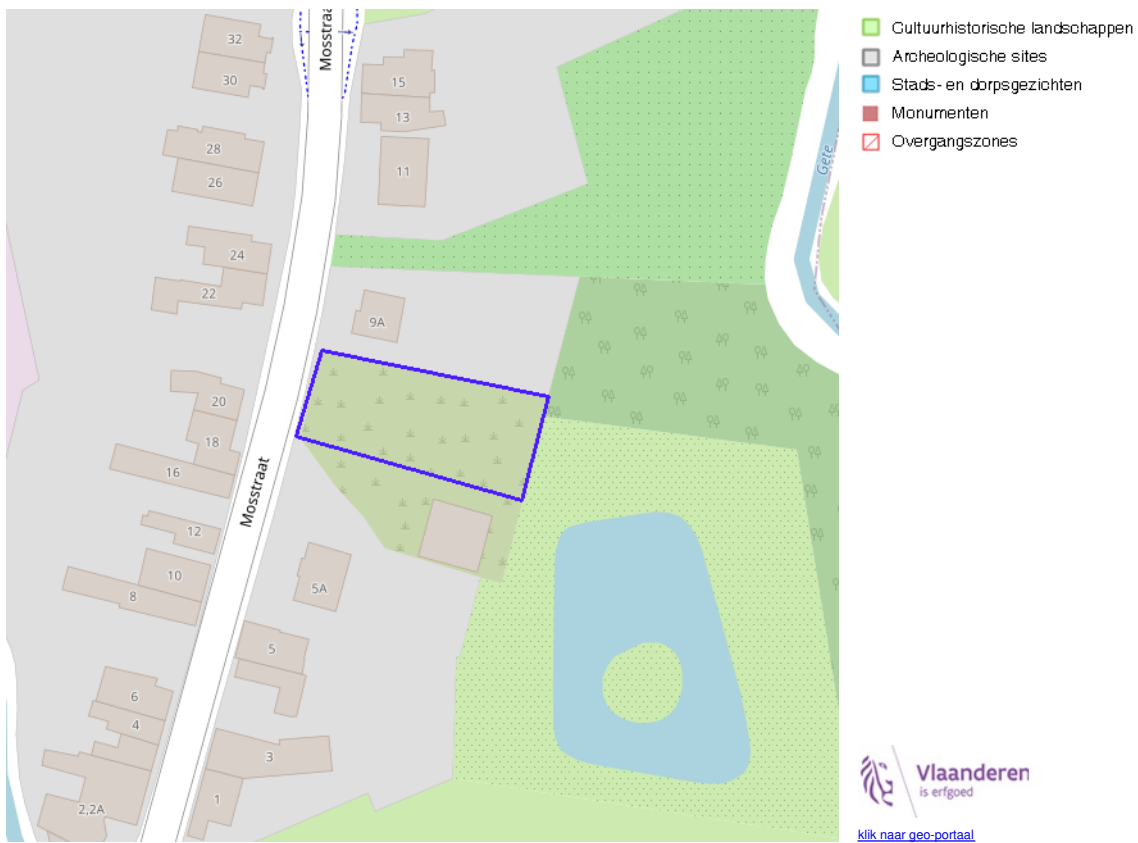 Mosstraat
32
30
15
13
11
28
26
24
22
9A
20
18
16
12
10
8
5A
5
6
4
3
1
2,2A
Mosstraat
Gete
Cultuurhistorische landschappen
Archeologische sites
Stads- en dorpsgezichten
Monumenten
Overgangszones
Vlaanderen
is erfgoed
klik naar geo-portaal